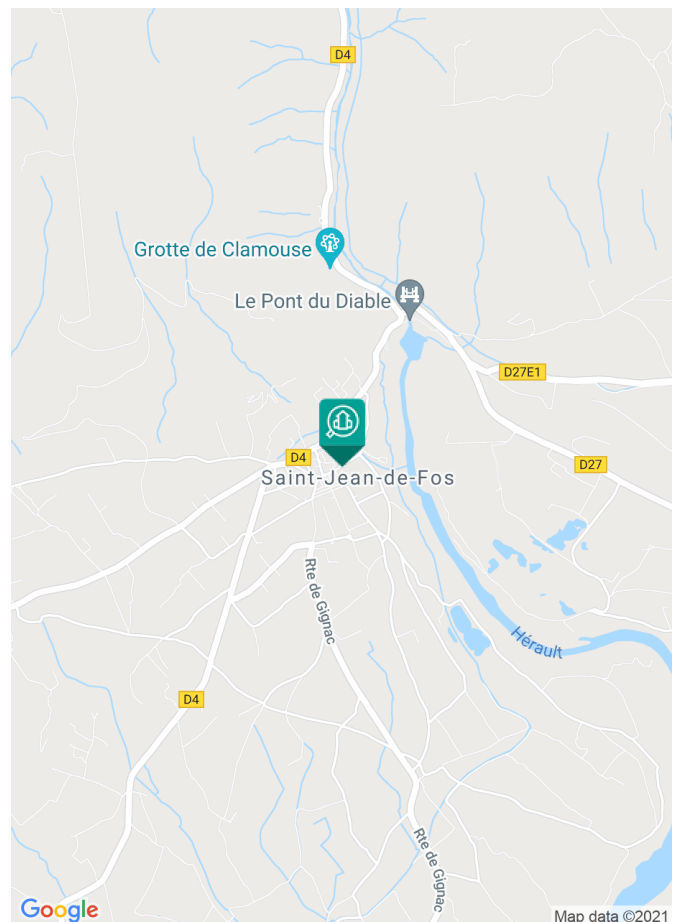 D4
Grotte de Clamouse
Le Pont du Diable
D27E1
D4
D27
Saint-Jean-de-Fos
Rte de Gignac
Hérault
D4
Rte de Gignac
Google
Map data ©2021